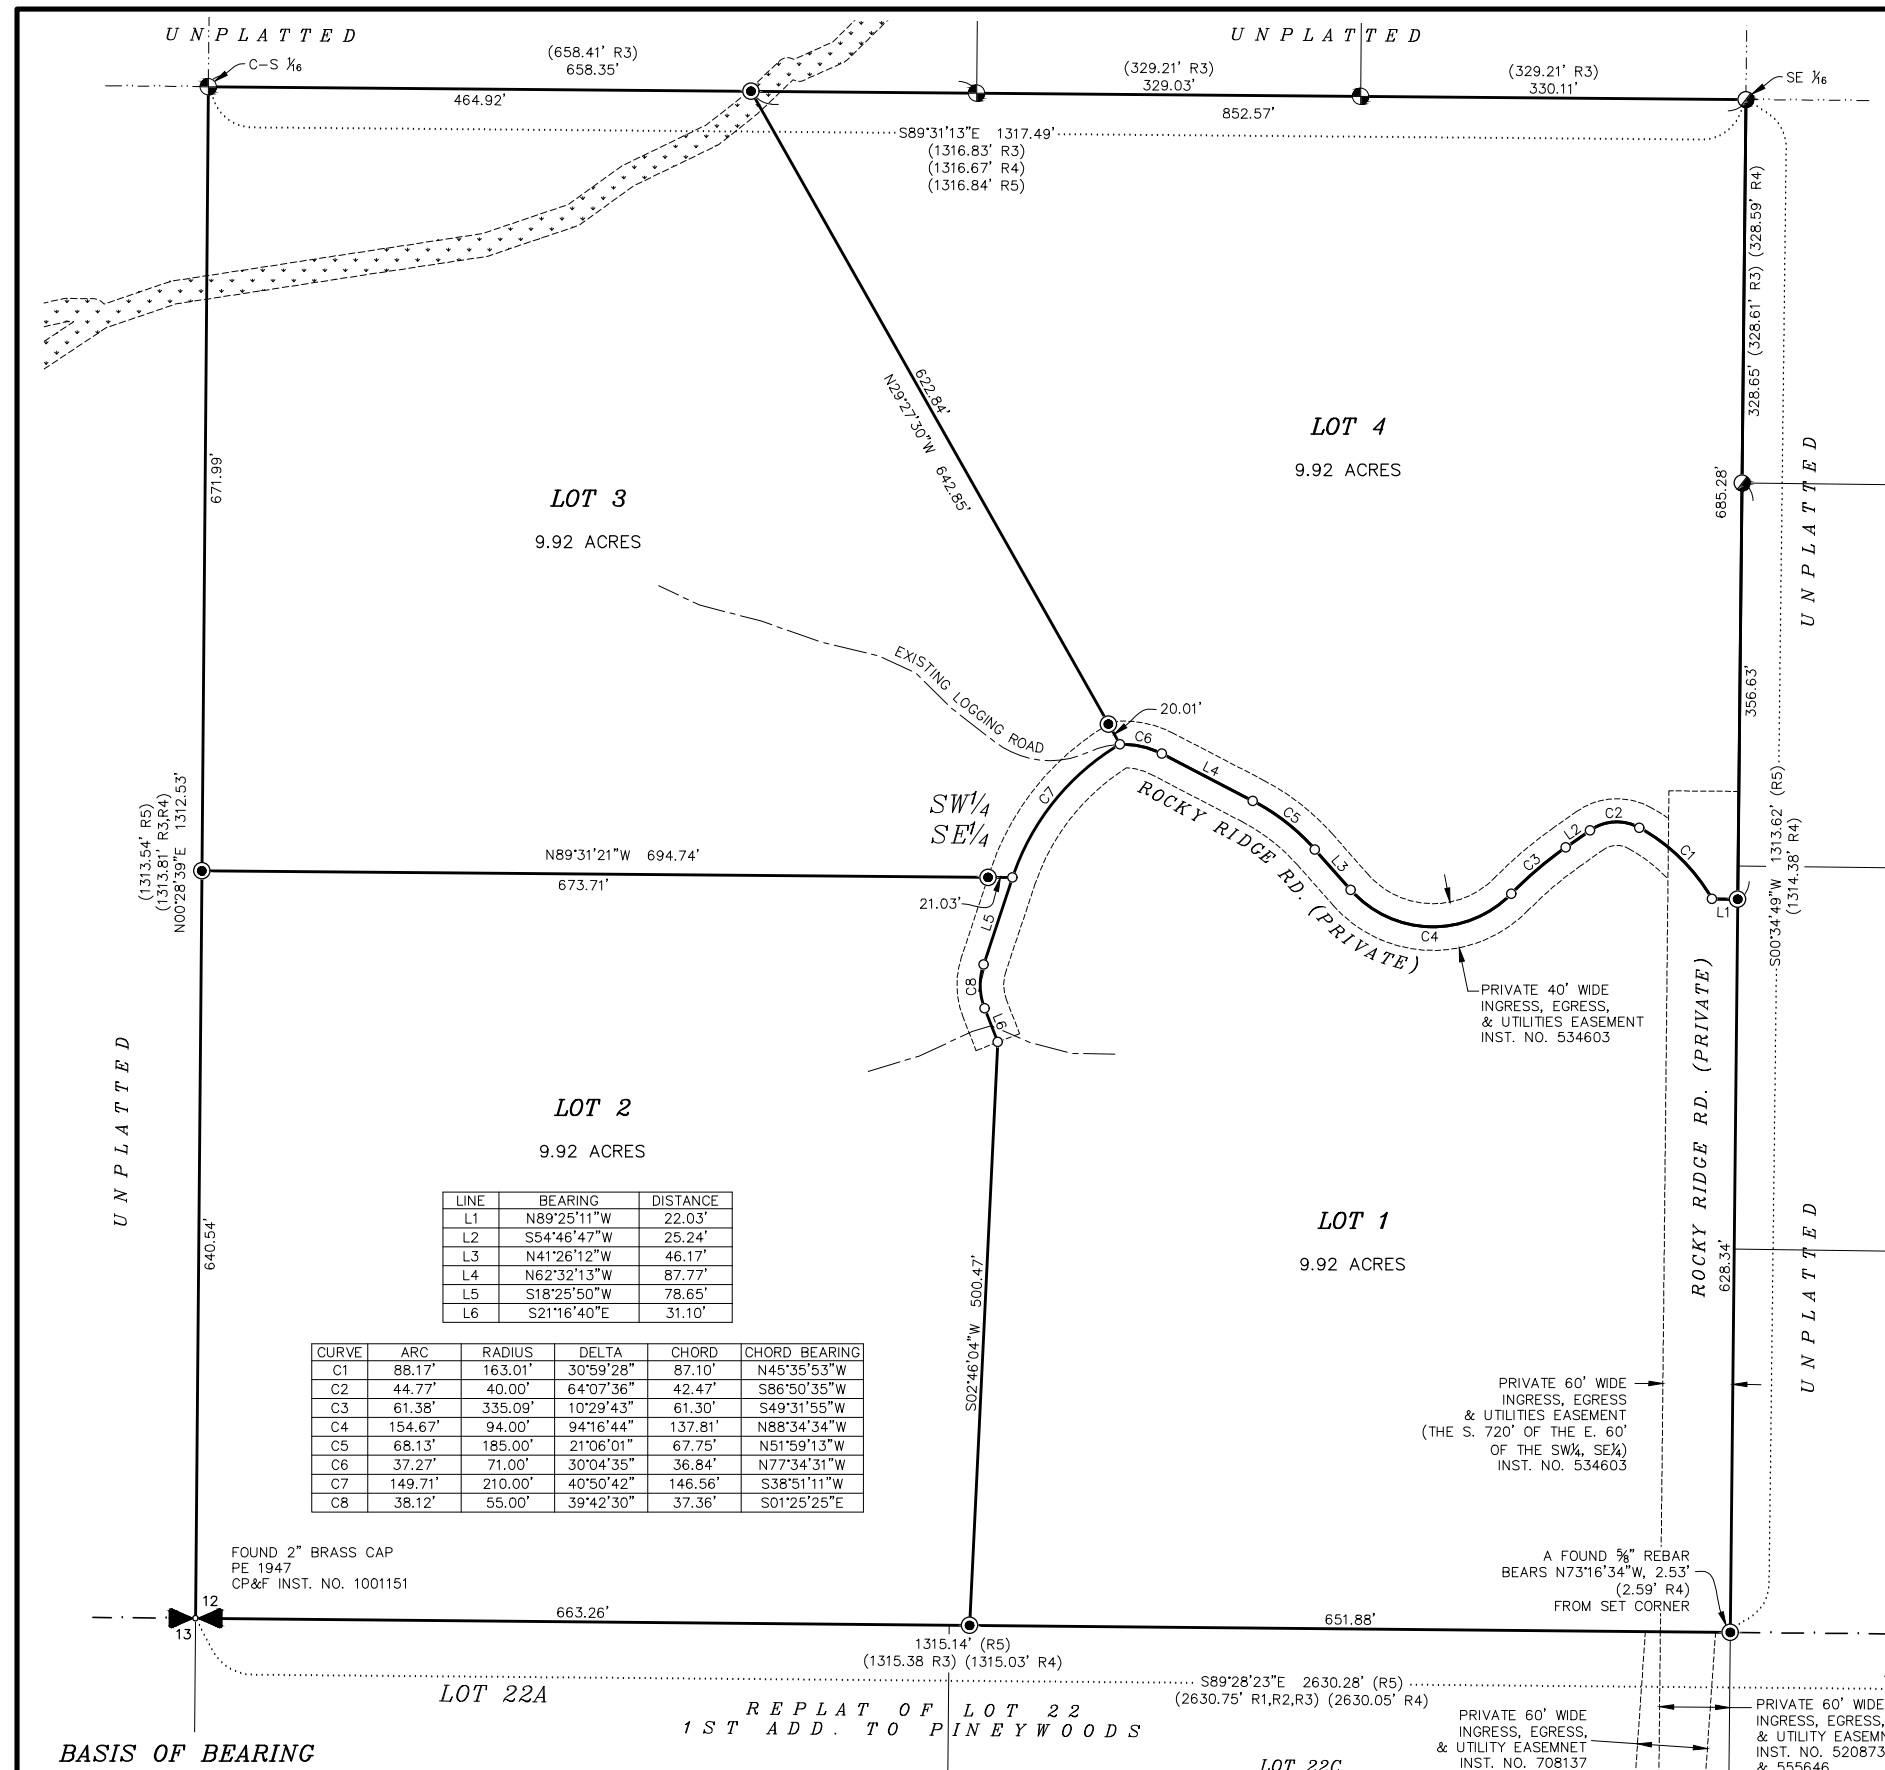 UNPLATTED
C-S 1/16
(658.41' R3)
658.35'
464.92'
UNPLATTED
(329.21' R3)
329.03'
(329.21' R3)
330.11'
852.57'
SE 1/16
S89°31'13"E 1317.49'
(1316.83' R3)
(1316.67' R4)
(1316.84' R5)
328.65' (328.61' R3) (328.59' R4)
622.84'
N29°27'30"W 642.85'
LOT 4
9.92 ACRES
671.99'
LOT 3
9.92 ACRES
685.28'
UNPLATTED
EXISTING LOGGING ROAD
20.01'
356.63'
C6
L4
C7
C5
L3
ROCKY RIDGE RD. (PRIVATE)
C4
C3
L2
C2
C1
L1
SW1/4
SE1/4
(1313.54' R5)
(1313.81' R3,R4)
N00°28'39"E 1312.53'
N89°31'21"W 694.74'
673.71'
21.03'
L5
C8
L6
S00°34'49"W 1313.62' (R5)
(1314.38' R4)
PRIVATE 40' WIDE
INGRESS, EGRESS,
& UTILITIES EASEMENT
INST. NO. 534603
ROCKY RIDGE RD. (PRIVATE)
UNPLATTED
LOT 2
9.92 ACRES
640.54'
LINE BEARING DISTANCE
L1 N89°25'11"W 22.03'
L2 S54°46'47"W 25.24'
L3 N41°26'12"W 46.17'
L4 N62°32'13"W 87.77'
L5 S18°25'50"W 78.65'
L6 S21°16'40"E 31.10'
CURVE ARC RADIUS DELTA CHORD CHORD BEARING
C1 88.17' 163.01' 30°59'28" 87.10' N45°35'53"W
C2 44.77' 40.00' 64°07'36" 42.47' S86°50'35"W
C3 61.38' 335.09' 10°29'43" 61.30' S49°31'55"W
C4 154.67' 94.00' 94°16'44" 137.81' N88°34'34"W
C5 68.13' 185.00' 21°06'01" 67.75' N51°59'13"W
C6 37.27' 71.00' 30°04'35" 36.84' N77°34'31"W
C7 149.71' 210.00' 40°50'42" 146.56' S38°51'11"W
C8 38.12' 55.00' 39°42'30" 37.36' S01°25'25"E
S02°46'04"W 500.47'
LOT 1
9.92 ACRES
628.34'
UNPLATTED
PRIVATE 60' WIDE
INGRESS, EGRESS
& UTILITIES EASEMENT
(THE S. 720' OF THE E. 60'
OF THE SW1/4, SE1/4)
INST. NO. 534603
FOUND 2" BRASS CAP
PE 1947
CP&F INST. NO. 1001151
12
13
A FOUND 5/8" REBAR
BEARS N73°16'34"W, 2.53'
(2.59' R4)
FROM SET CORNER
663.26'
651.88'
1315.14' (R5)
(1315.38 R3) (1315.03' R4)
S89°28'23"E 2630.28' (R5)
(2630.75' R1,R2,R3) (2630.05' R4)
LOT 22A
REPLAT OF LOT 22
1ST ADD. TO PINEYWOODS
BASIS OF BEARING
LOT 22C
PRIVATE 60' WIDE
INGRESS, EGRESS,
& UTILITY EASEMNET
INST. NO. 708137
PRIVATE 60' WIDE
INGRESS, EGRESS,
& UTILITY EASEMN
INST. NO. 520873
& 555646